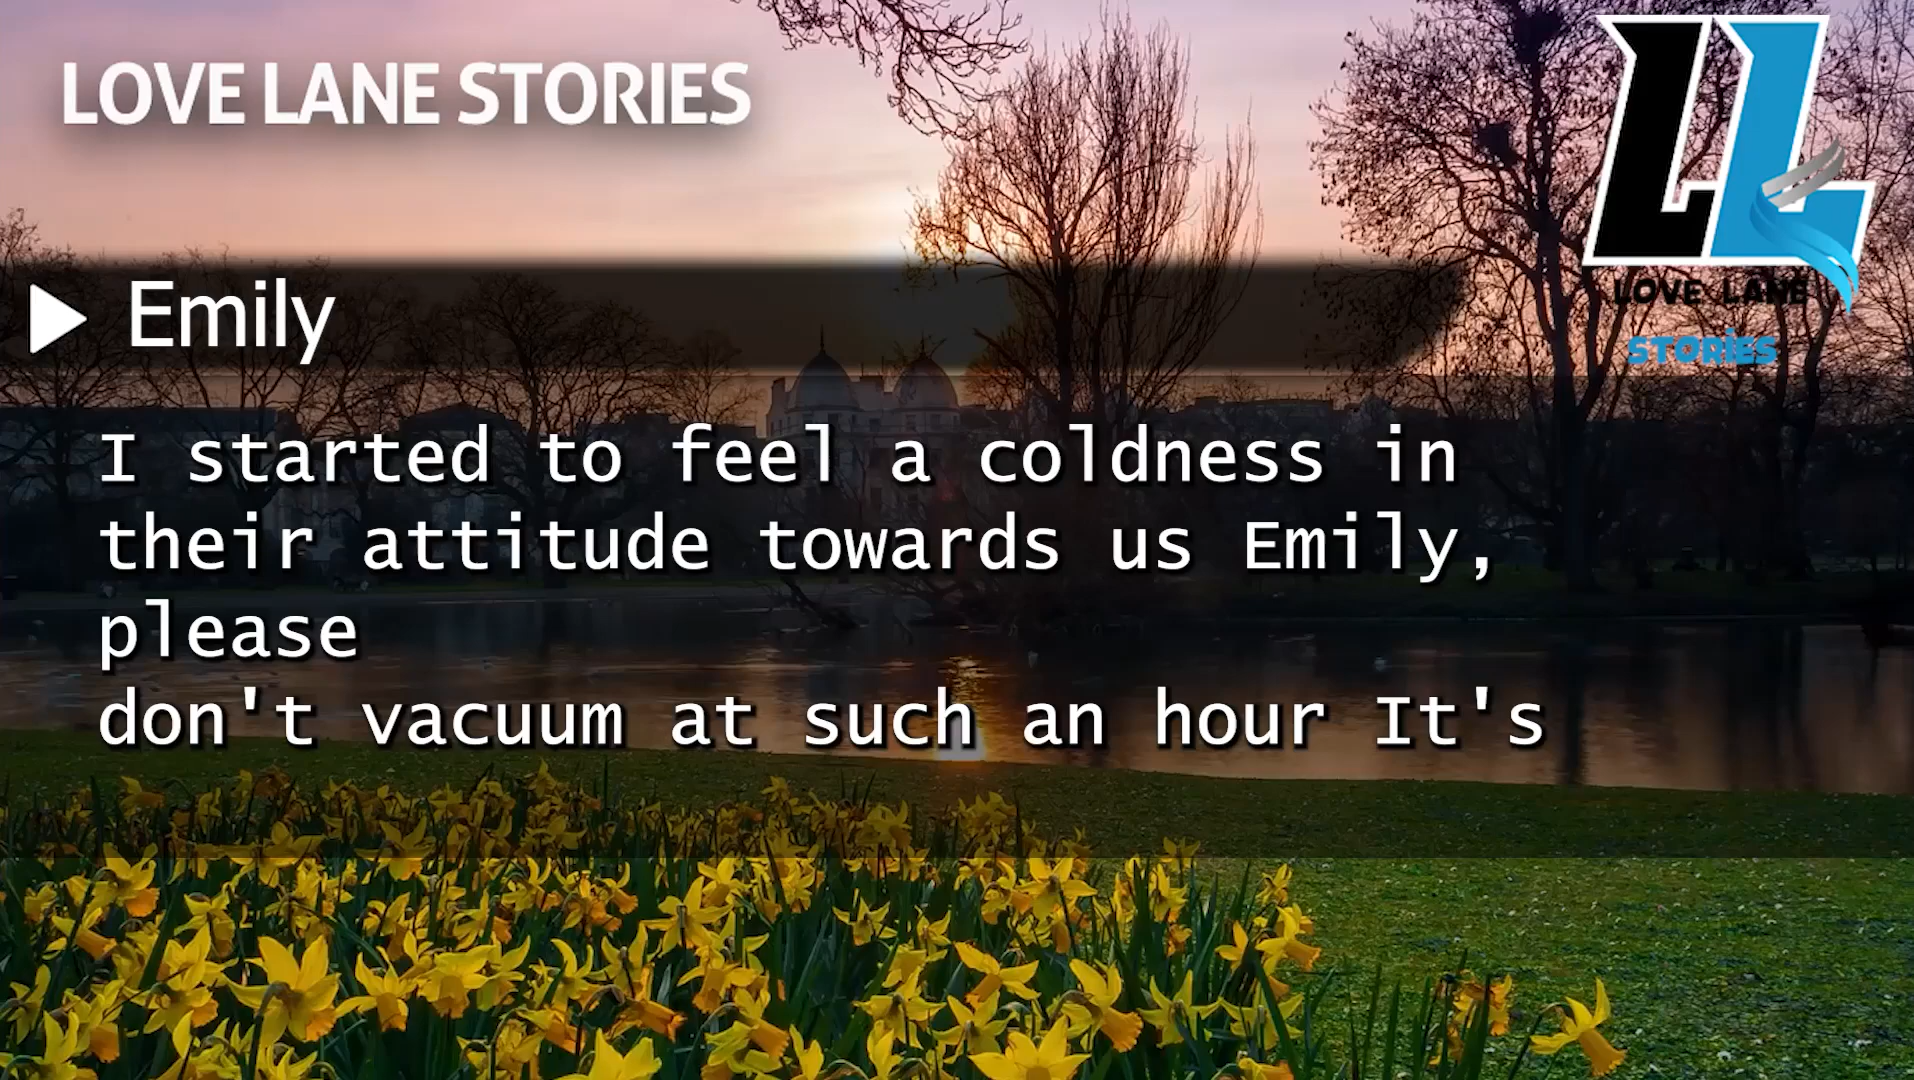 LOVE LANE STORIES
LL
LOVE LANE
STORIES
Emily
I started to feel a coldness in
their attitude towards us Emily,
please
don't vacuum at such an hour It's